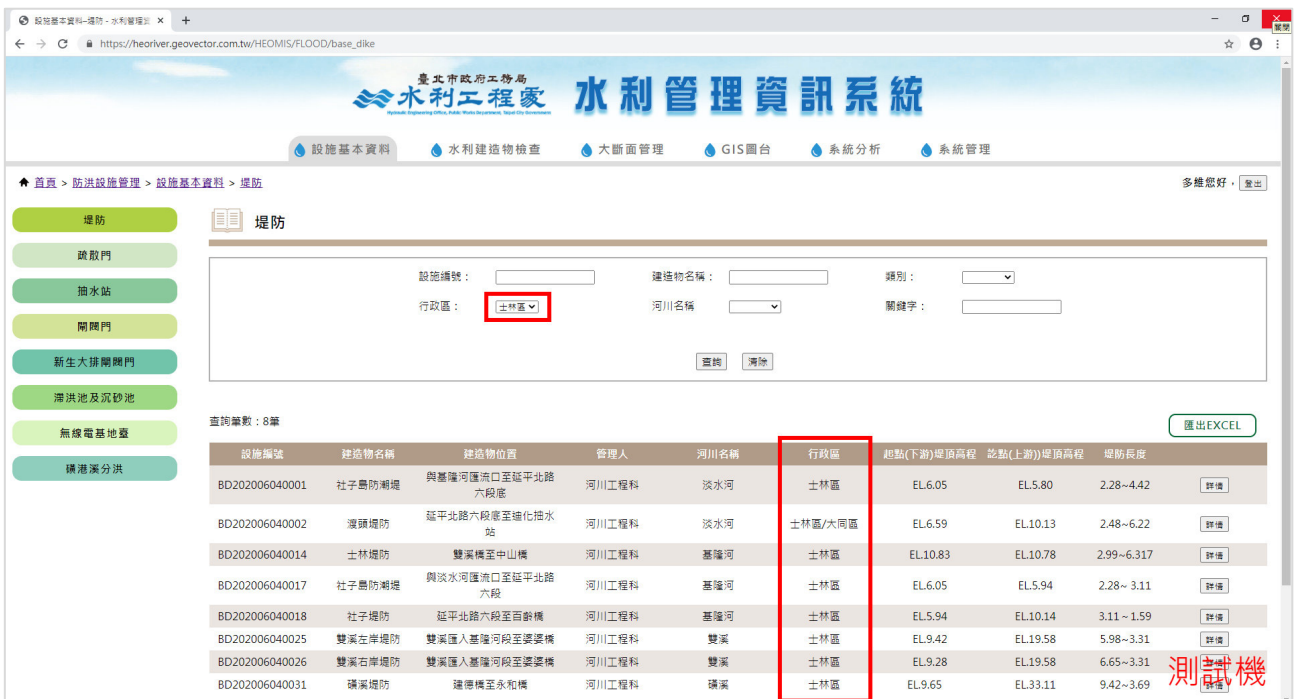 設施基本資料-堤防 - 水利管理資
https://heoriver.geovector.com.tw/HEOMIS/FLOOD/base_dike
關閉
臺北市政府工務局
水利工程處
Hydraulic Engineering Office, Public Works Department, Taipei City Government
水利管理資訊系統
設施基本資料 水利建造物檢查 大斷面管理 GIS圖台 系統分析 系統管理
首頁 > 防洪設施管理 > 設施基本資料 > 堤防
多維您好, 登出
堤防
疏散門
抽水站
閘閥門
新生大排閘閥門
滯洪池及沉砂池
無線電基地臺
磺港溪分洪
堤防
設施編號: 建造物名稱: 類別:
行政區: 士林區 河川名稱 關鍵字:
查詢 清除
查詢筆數:8筆
匯出EXCEL
設施編號 建造物名稱 建造物位置 管理人 河川名稱 行政區 起點(下游)堤頂高程 訖點(上游))堤頂高程 堤防長度
BD202006040001 社子島防潮堤 與基隆河匯流口至延平北路六段底 河川工程科 淡水河 士林區 EL.6.05 EL.5.80 2.28~4.42 詳情
BD202006040002 渡頭堤防 延平北路六段底至迪化抽水站 河川工程科 淡水河 士林區/大同區 EL.6.59 EL.10.13 2.48~6.22 詳情
BD202006040014 士林堤防 雙溪橋至中山橋 河川工程科 基隆河 士林區 EL.10.83 EL.10.78 2.99~6.317 詳情
BD202006040017 社子島防潮堤 與淡水河匯流口至延平北路六段 河川工程科 基隆河 士林區 EL.6.05 EL.5.94 2.28~ 3.11 詳情
BD202006040018 社子堤防 延平北路六段至百齡橋 河川工程科 基隆河 士林區 EL.5.94 EL.10.14 3.11 ~ 1.59 詳情
BD202006040025 雙溪左岸堤防 雙溪匯入基隆河段至婆婆橋 河川工程科 雙溪 士林區 EL.9.42 EL.19.58 5.98~3.31 詳情
BD202006040026 雙溪右岸堤防 雙溪匯入基隆河段至婆婆橋 河川工程科 雙溪 士林區 EL.9.28 EL.19.58 6.65~3.31 詳情
BD202006040031 磺溪堤防 建德橋至永和橋 河川工程科 磺溪 士林區 EL.9.65 EL.33.11 9.42~3.69 詳情
測試機